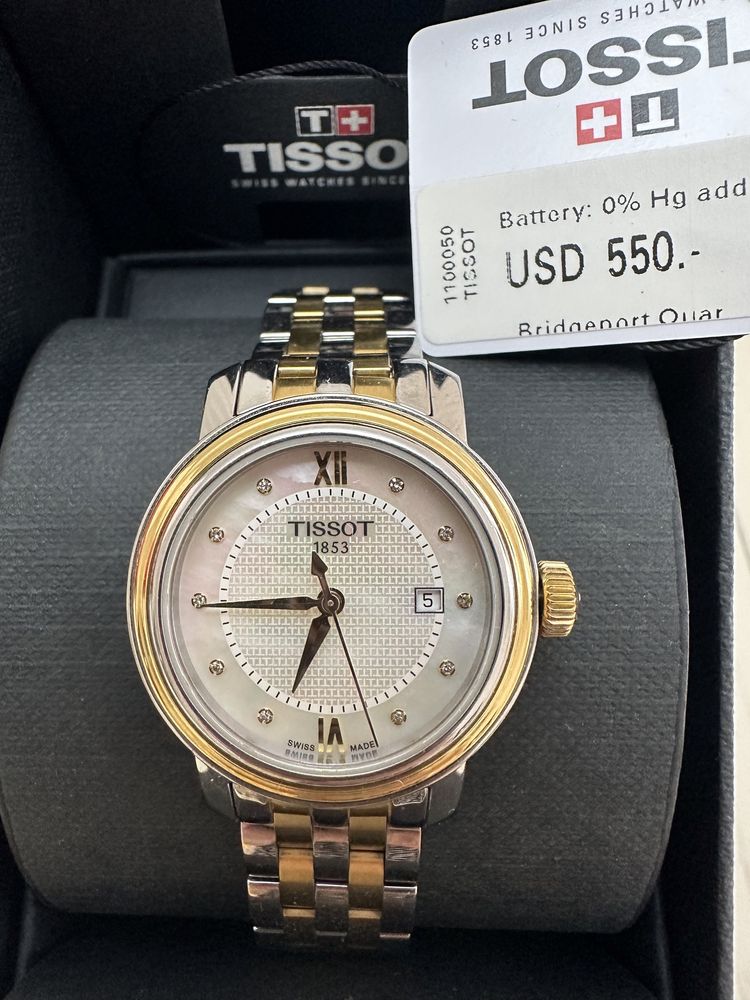 WATCHES SINCE 1853
TISSOT
T+
Battery: 0% Hg add
USD 550.-
1100050
TISSOT
Bridgeport Quar
T+
TISSO
SWISS WATCHES SINCE
XII
TISSOT
1853
5
VI
SWISS MADE